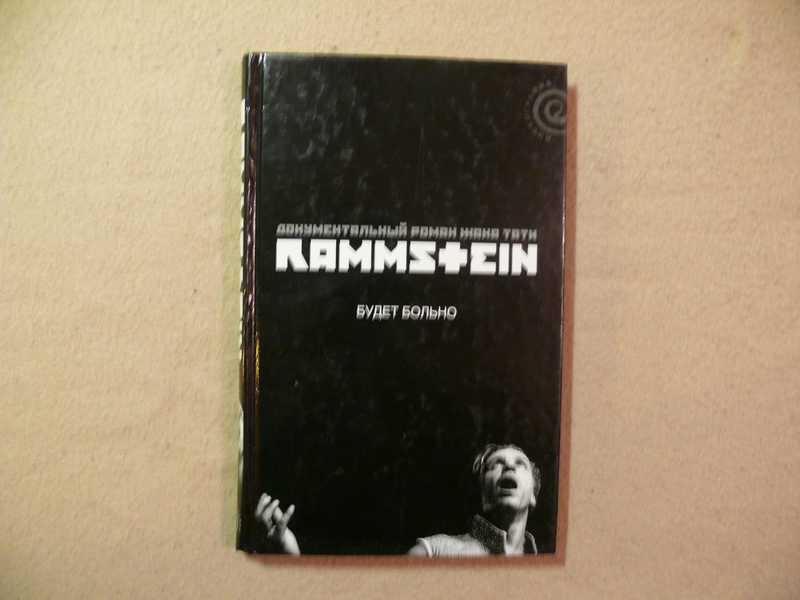 ДОКУМЕНТАЛЬНЫЙ РОМАН ЖАКА ТАТИ
RAMMSTEIN
БУДЕТ БОЛЬНО